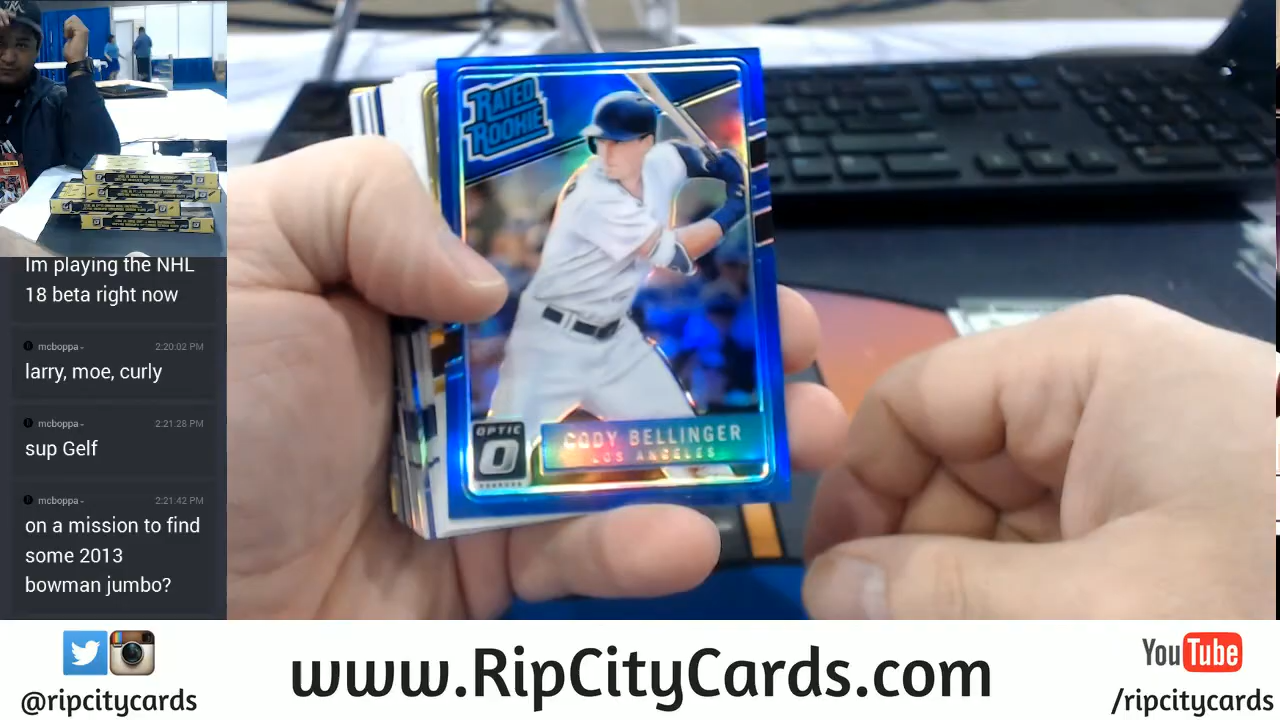 Im playing the NHL
18 beta right now
mcboppa- 2:20:02 PM
larry, moe, curly
mcboppa- 2:21:28 PM
sup Gelf
mcboppa- 2:21:42 PM
on a mission to find
some 2013
bowman jumbo?
RATED
ROOKIE
OPTIC
O
CODY BELLINGER
LOS ANGELES
@ripcitycards
www.RipCityCards.com
YouTube
/ripcitycards